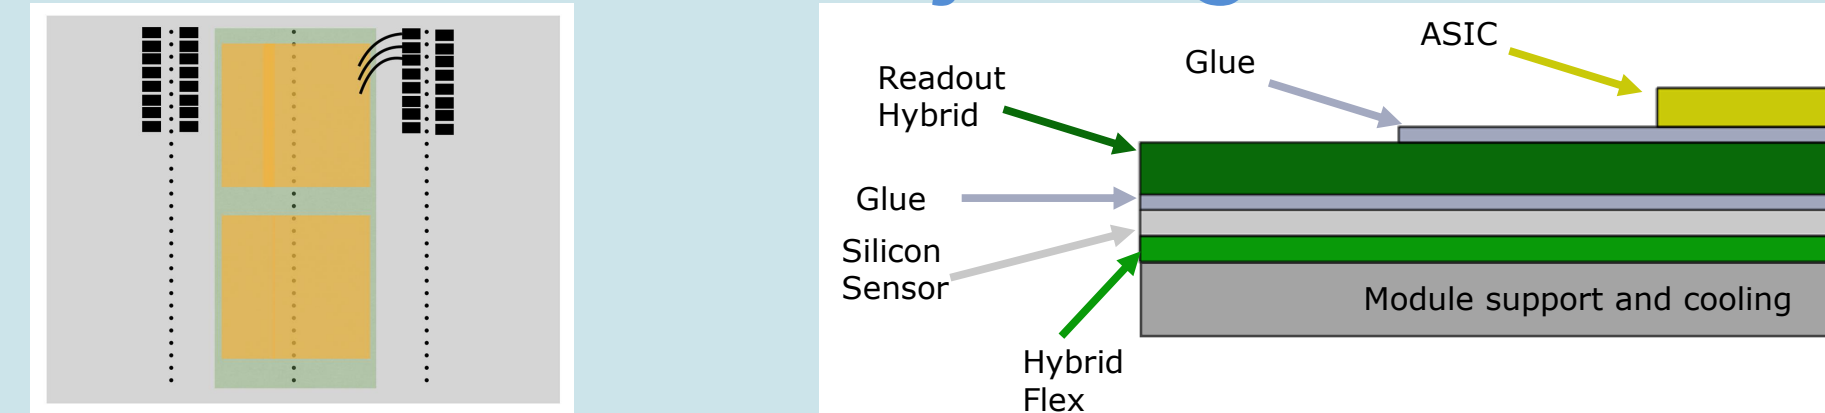 ASIC
Glue
Readout
Hybrid
Glue
Silicon
Sensor
Module support and cooling
Hybrid
Flex